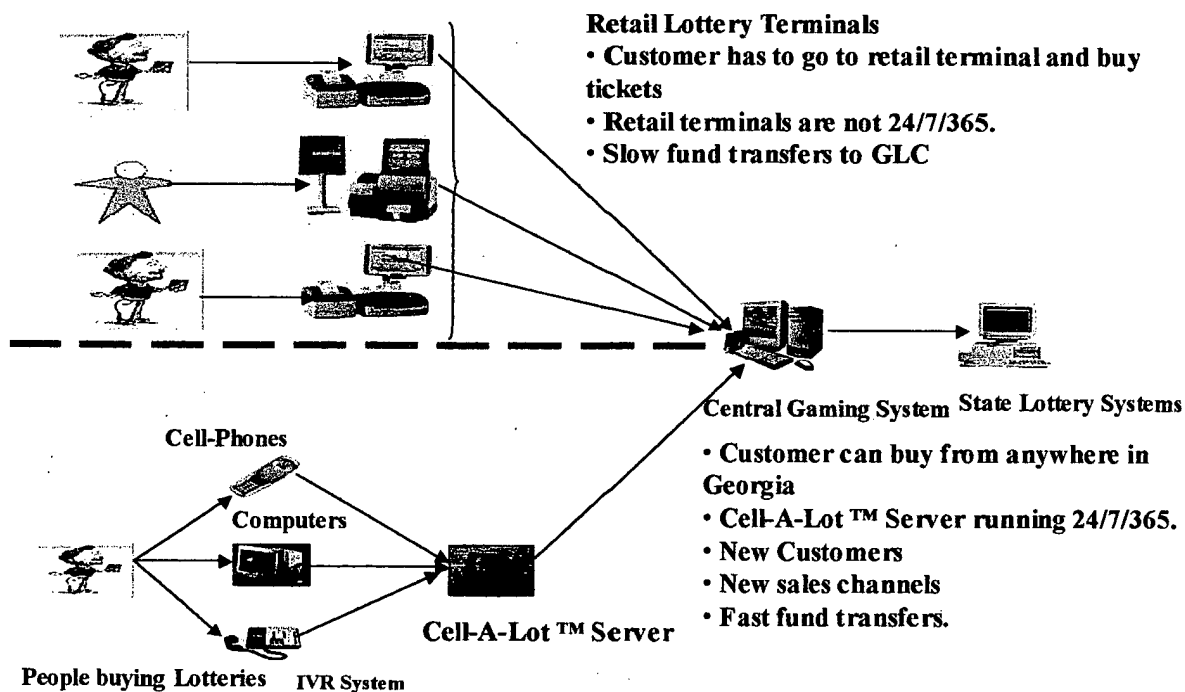 Retail Lottery Terminals
• Customer has to go to retail terminal and buy
tickets
• Retail terminals are not 24/7/365.
• Slow fund transfers to GLC
Central Gaming System
State Lottery Systems
Cell-Phones
Computers
IVR System
People buying Lotteries
Cell-A-Lot ™ Server
• Customer can buy from anywhere in
Georgia
• Cell-A-Lot ™ Server running 24/7/365.
• New Customers
• New sales channels
• Fast fund transfers.